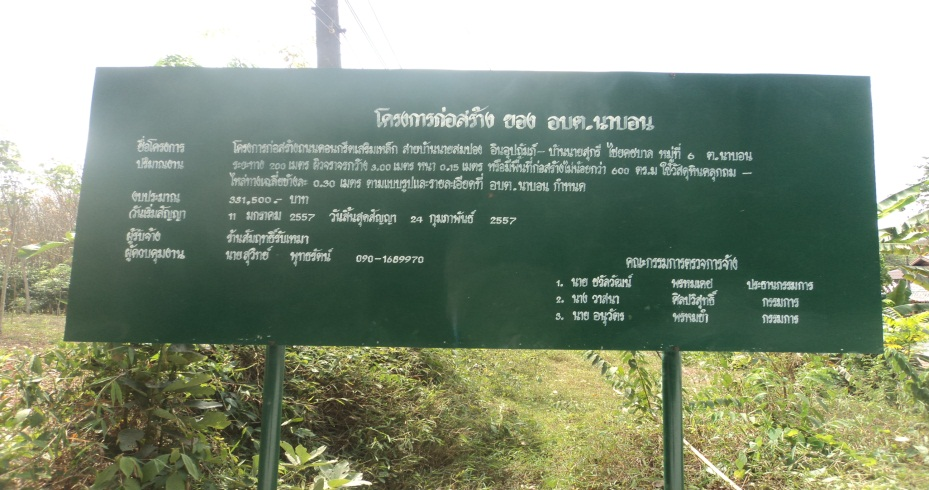 โครงการก่อสร้าง ของ อบต.นาบอน
ชื่อโครงการ โครงการก่อสร้างถนนคอนกรีตเสริมเหล็ก สายบ้านนายสมปอง อินอุปถัมภ์ - บ้านนายสุกรี ไชยคชบาล หมู่ที่ 6 ต.นาบอน
ปริมาณงาน ระยะทาง 200 เมตร ผิวจราจรกว้าง 3.00 เมตร หนา 0.15 เมตร หรือมีพื้นที่ก่อสร้างไม่น้อยกว่า 600 ตร.ม ใช้วัสดุหินคลุกถม -
ไหล่ทางเฉลี่ยข้างละ 0.30 เมตร ตามแบบรูปและรายละเอียดที่ อบต.นาบอน กำหนด
งบประมาณ 331,500.- บาท
วันเริ่มสัญญา 11 มกราคม 2557 วันสิ้นสุดสัญญา 24 กุมภาพันธ์ 2557
ผู้รับจ้าง ร้านสัมฤทธิ์รับเหมา
ผู้ควบคุมงาน นายสุวิทย์ พุทธรัตน์ 090-1689970
คณะกรรมการตรวจการจ้าง
1. นาย ธวัลวัฒน์ พรหมเดช ประธานกรรมการ
2. นาง วาสนา ศิลปวิสุทธิ์ กรรมการ
3. นาย อนุวัตร พรหมย้ำ กรรมการ